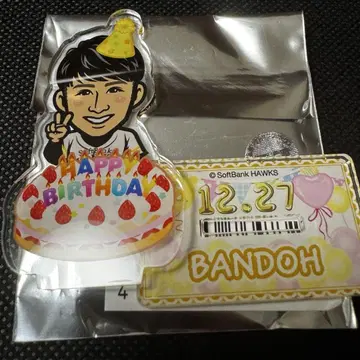 HAPPY
BIRTHDAY
© SoftBank HAWKS
12.27
BANDOH
4